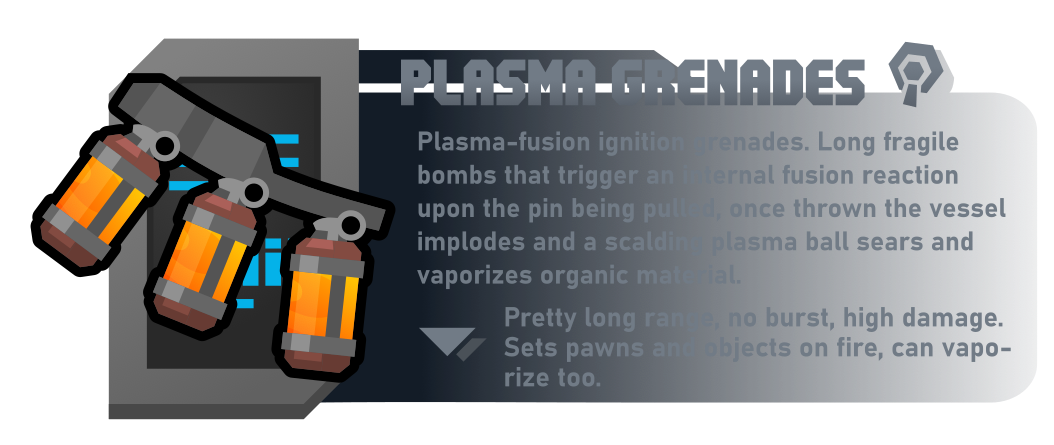 PLASMA GRENADES
Plasma-fusion ignition grenades. Long fragile
bombs that trigger an internal fusion reaction
upon the pin being pulled, once thrown the vessel
implodes and a scalding plasma ball sears and
vaporizes organic material.
Pretty long range, no burst, high damage.
Sets pawns and objects on fire, can vapo-
rize too.